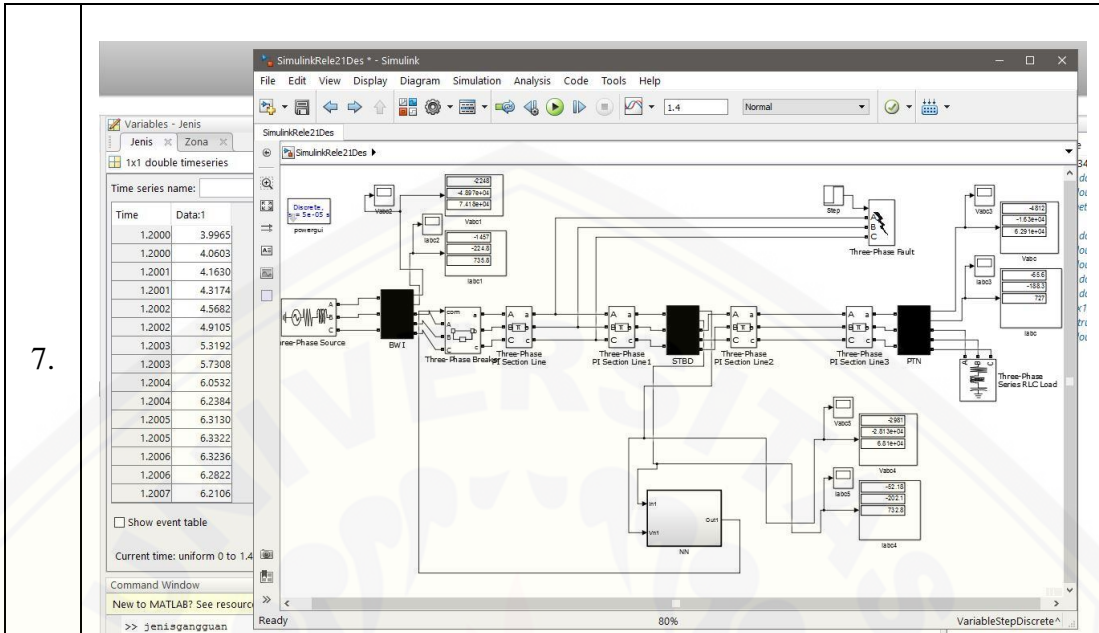 7.
SimulinkRele21Des * - Simulink
File Edit View Display Diagram Simulation Analysis Code Tools Help
1.4
Normal
SimulinkRele21Des
SimulinkRele21Des
Variables - Jenis
Jenis
Zona
1x1 double timeseries
Time series name:
Time Data:1
1.2000 3.9965
1.2000 4.0603
1.2001 4.1630
1.2001 4.3174
1.2002 4.5682
1.2002 4.9105
1.2003 5.3192
1.2003 5.7308
1.2004 6.0532
1.2004 6.2384
1.2005 6.3130
1.2005 6.3322
1.2006 6.3236
1.2006 6.2822
1.2007 6.2106
Show event table
Current time: uniform 0 to 1.4
Command Window
New to MATLAB? See resourc
>> jenisgangguan
Discrete,
s = 5e-05 s
powergui
Vabc2
-2248
-4.897e+04
7.418e+04
Vabc1
Iabc2
-1457
-224.8
735.8
Iabc1
Step
A
B
C
Three-Phase Fault
Vabc3
-4812
-1.63e+04
6.291e+04
Vabc
Iabc3
-65.6
-188.3
727
Iabc
ree-Phase Source
BWI
com
Three-Phase Breaker
Three-Phase
PI Section Line
Three-Phase
PI Section Line1
STBD
Three-Phase
PI Section Line2
Three-Phase
PI Section Line3
PTN
Three-Phase
Series RLC Load
Vabc5
-2981
-2.813e+04
6.81e+04
Vabc4
Iabc5
-52.18
-202.1
732.8
Iabc4
In1
Vn1
Out1
NN
Ready
80%
VariableStepDiscrete
UNIVERSITAS